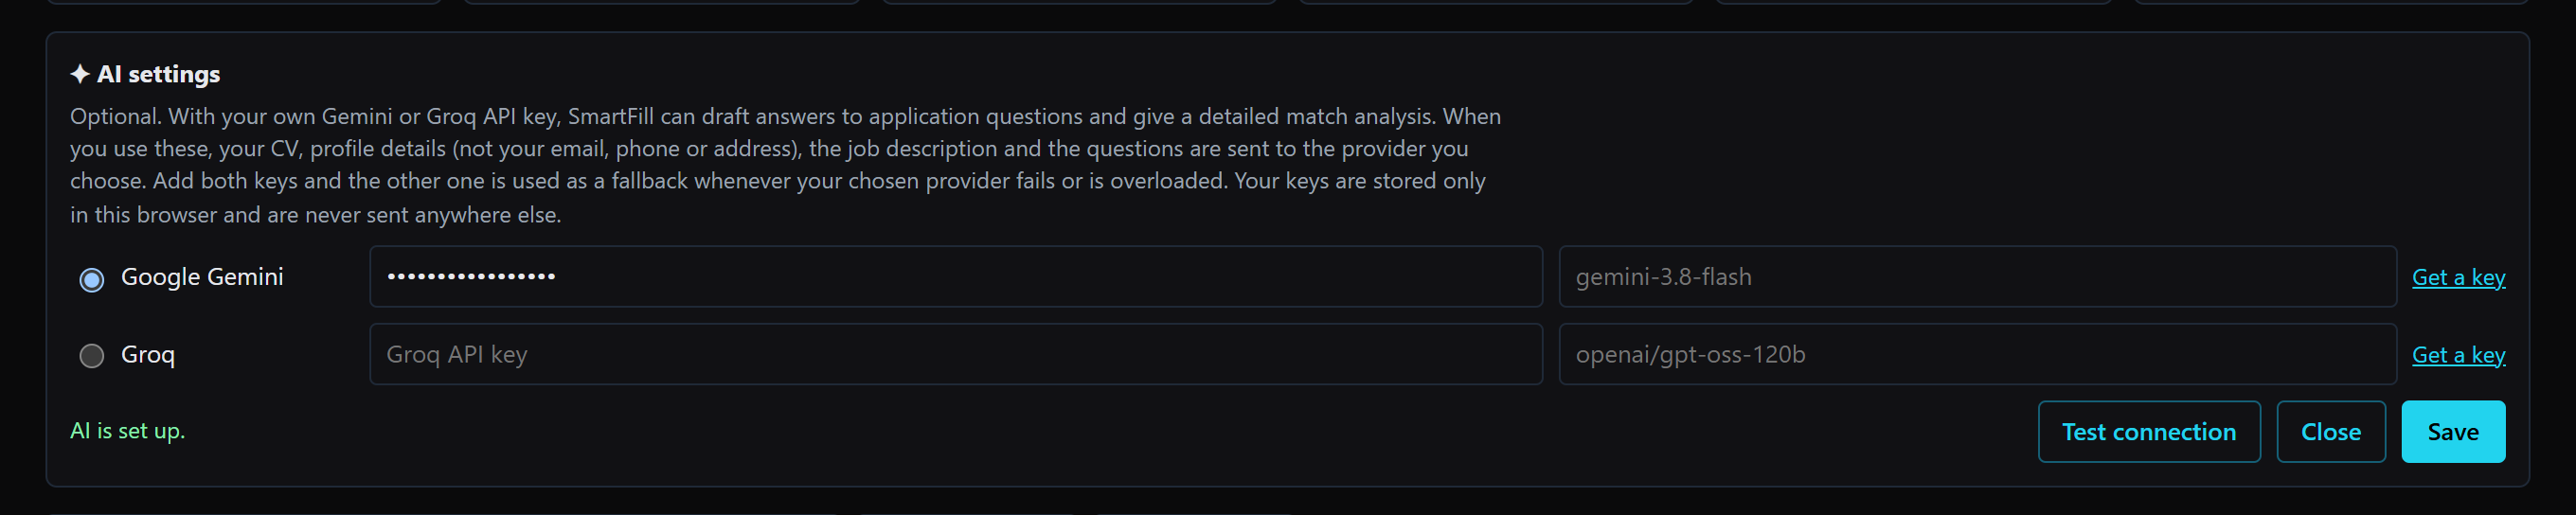 ✦ AI settings
Optional. With your own Gemini or Groq API key, SmartFill can draft answers to application questions and give a detailed match analysis. When
you use these, your CV, profile details (not your email, phone or address), the job description and the questions are sent to the provider you
choose. Add both keys and the other one is used as a fallback whenever your chosen provider fails or is overloaded. Your keys are stored only
in this browser and are never sent anywhere else.
Google Gemini ••••••••••••••••• gemini-3.8-flash Get a key
Groq Groq API key openai/gpt-oss-120b Get a key
AI is set up. Test connection Close Save